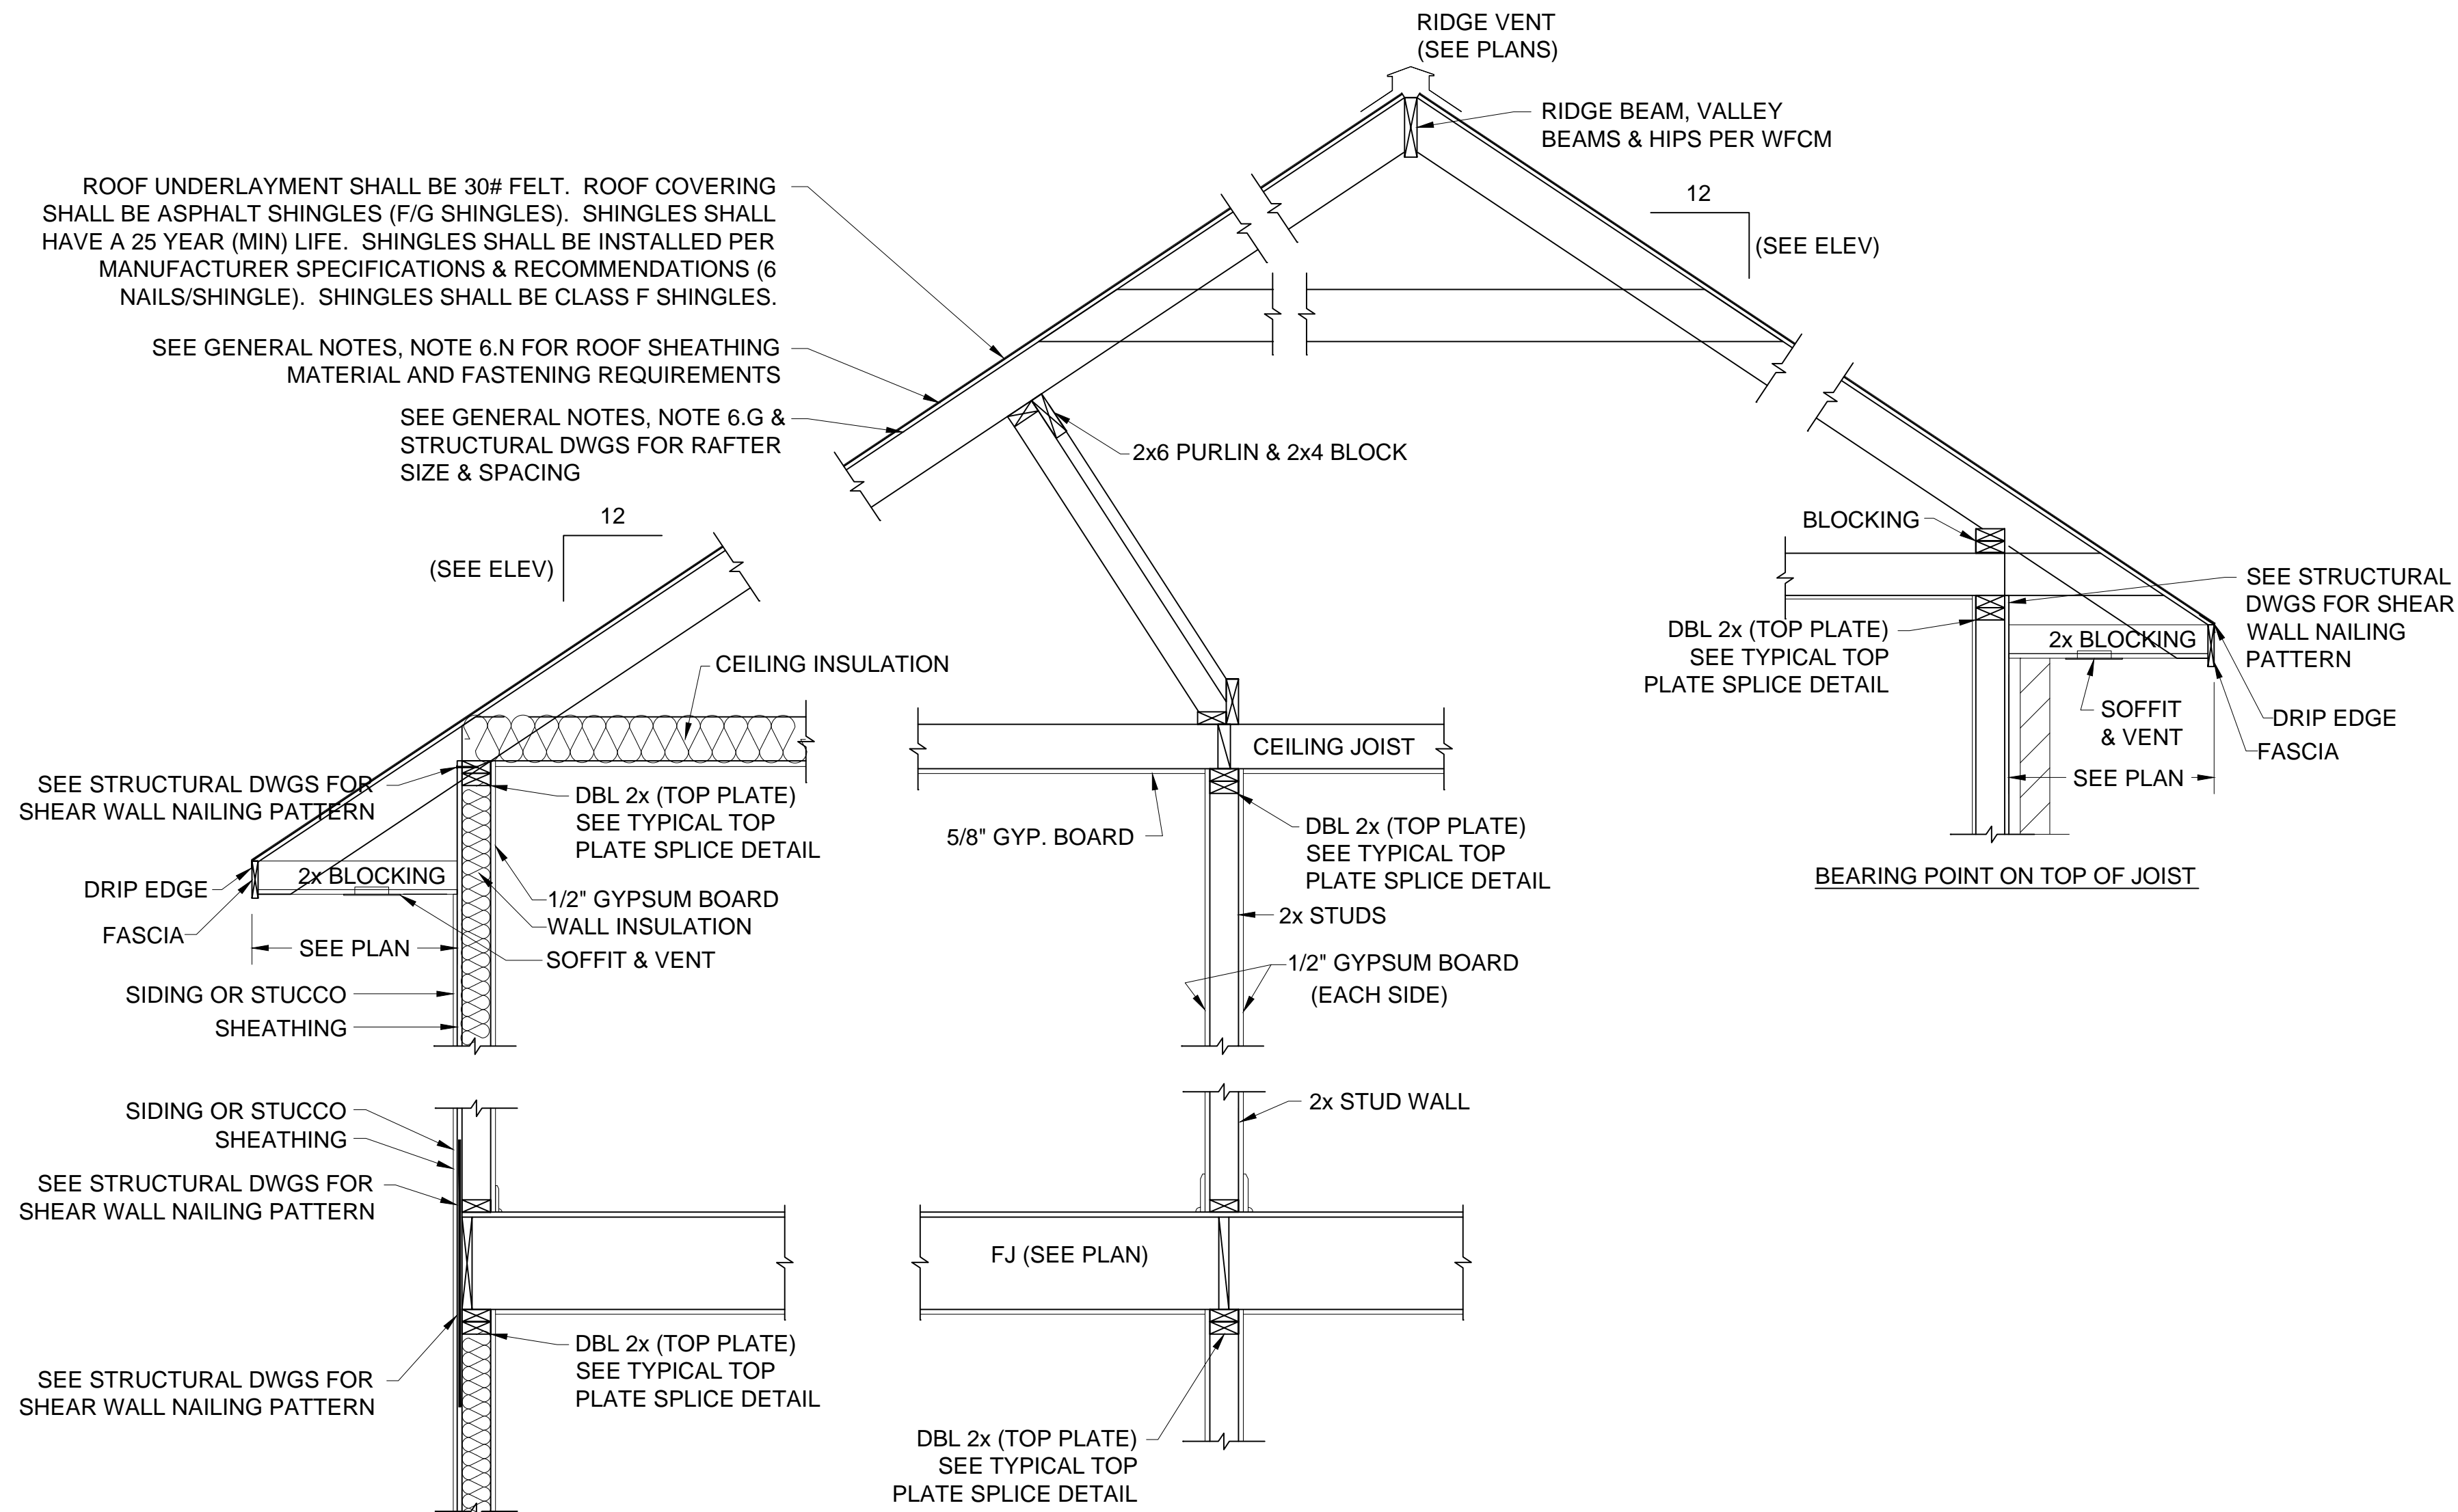 RIDGE VENT
(SEE PLANS)
RIDGE BEAM, VALLEY
BEAMS & HIPS PER WFCM
ROOF UNDERLAYMENT SHALL BE 30# FELT. ROOF COVERING
SHALL BE ASPHALT SHINGLES (F/G SHINGLES). SHINGLES SHALL
HAVE A 25 YEAR (MIN) LIFE. SHINGLES SHALL BE INSTALLED PER
MANUFACTURER SPECIFICATIONS & RECOMMENDATIONS (6
NAILS/SHINGLE). SHINGLES SHALL BE CLASS F SHINGLES.
12
(SEE ELEV)
SEE GENERAL NOTES, NOTE 6.N FOR ROOF SHEATHING
MATERIAL AND FASTENING REQUIREMENTS
SEE GENERAL NOTES, NOTE 6.G &
STRUCTURAL DWGS FOR RAFTER
SIZE & SPACING
2x6 PURLIN & 2x4 BLOCK
12
(SEE ELEV)
BLOCKING
SEE STRUCTURAL
DWGS FOR SHEAR
WALL NAILING
PATTERN
DBL 2x (TOP PLATE)
SEE TYPICAL TOP
PLATE SPLICE DETAIL
2x BLOCKING
SOFFIT
& VENT
DRIP EDGE
FASCIA
SEE PLAN
BEARING POINT ON TOP OF JOIST
CEILING INSULATION
SEE STRUCTURAL DWGS FOR
SHEAR WALL NAILING PATTERN
DBL 2x (TOP PLATE)
SEE TYPICAL TOP
PLATE SPLICE DETAIL
2x BLOCKING
DRIP EDGE
FASCIA
SEE PLAN
1/2" GYPSUM BOARD
WALL INSULATION
SOFFIT & VENT
SIDING OR STUCCO
SHEATHING
CEILING JOIST
5/8" GYP. BOARD
DBL 2x (TOP PLATE)
SEE TYPICAL TOP
PLATE SPLICE DETAIL
2x STUDS
1/2" GYPSUM BOARD
(EACH SIDE)
SIDING OR STUCCO
SHEATHING
SEE STRUCTURAL DWGS FOR
SHEAR WALL NAILING PATTERN
SEE STRUCTURAL DWGS FOR
SHEAR WALL NAILING PATTERN
DBL 2x (TOP PLATE)
SEE TYPICAL TOP
PLATE SPLICE DETAIL
2x STUD WALL
FJ (SEE PLAN)
DBL 2x (TOP PLATE)
SEE TYPICAL TOP
PLATE SPLICE DETAIL